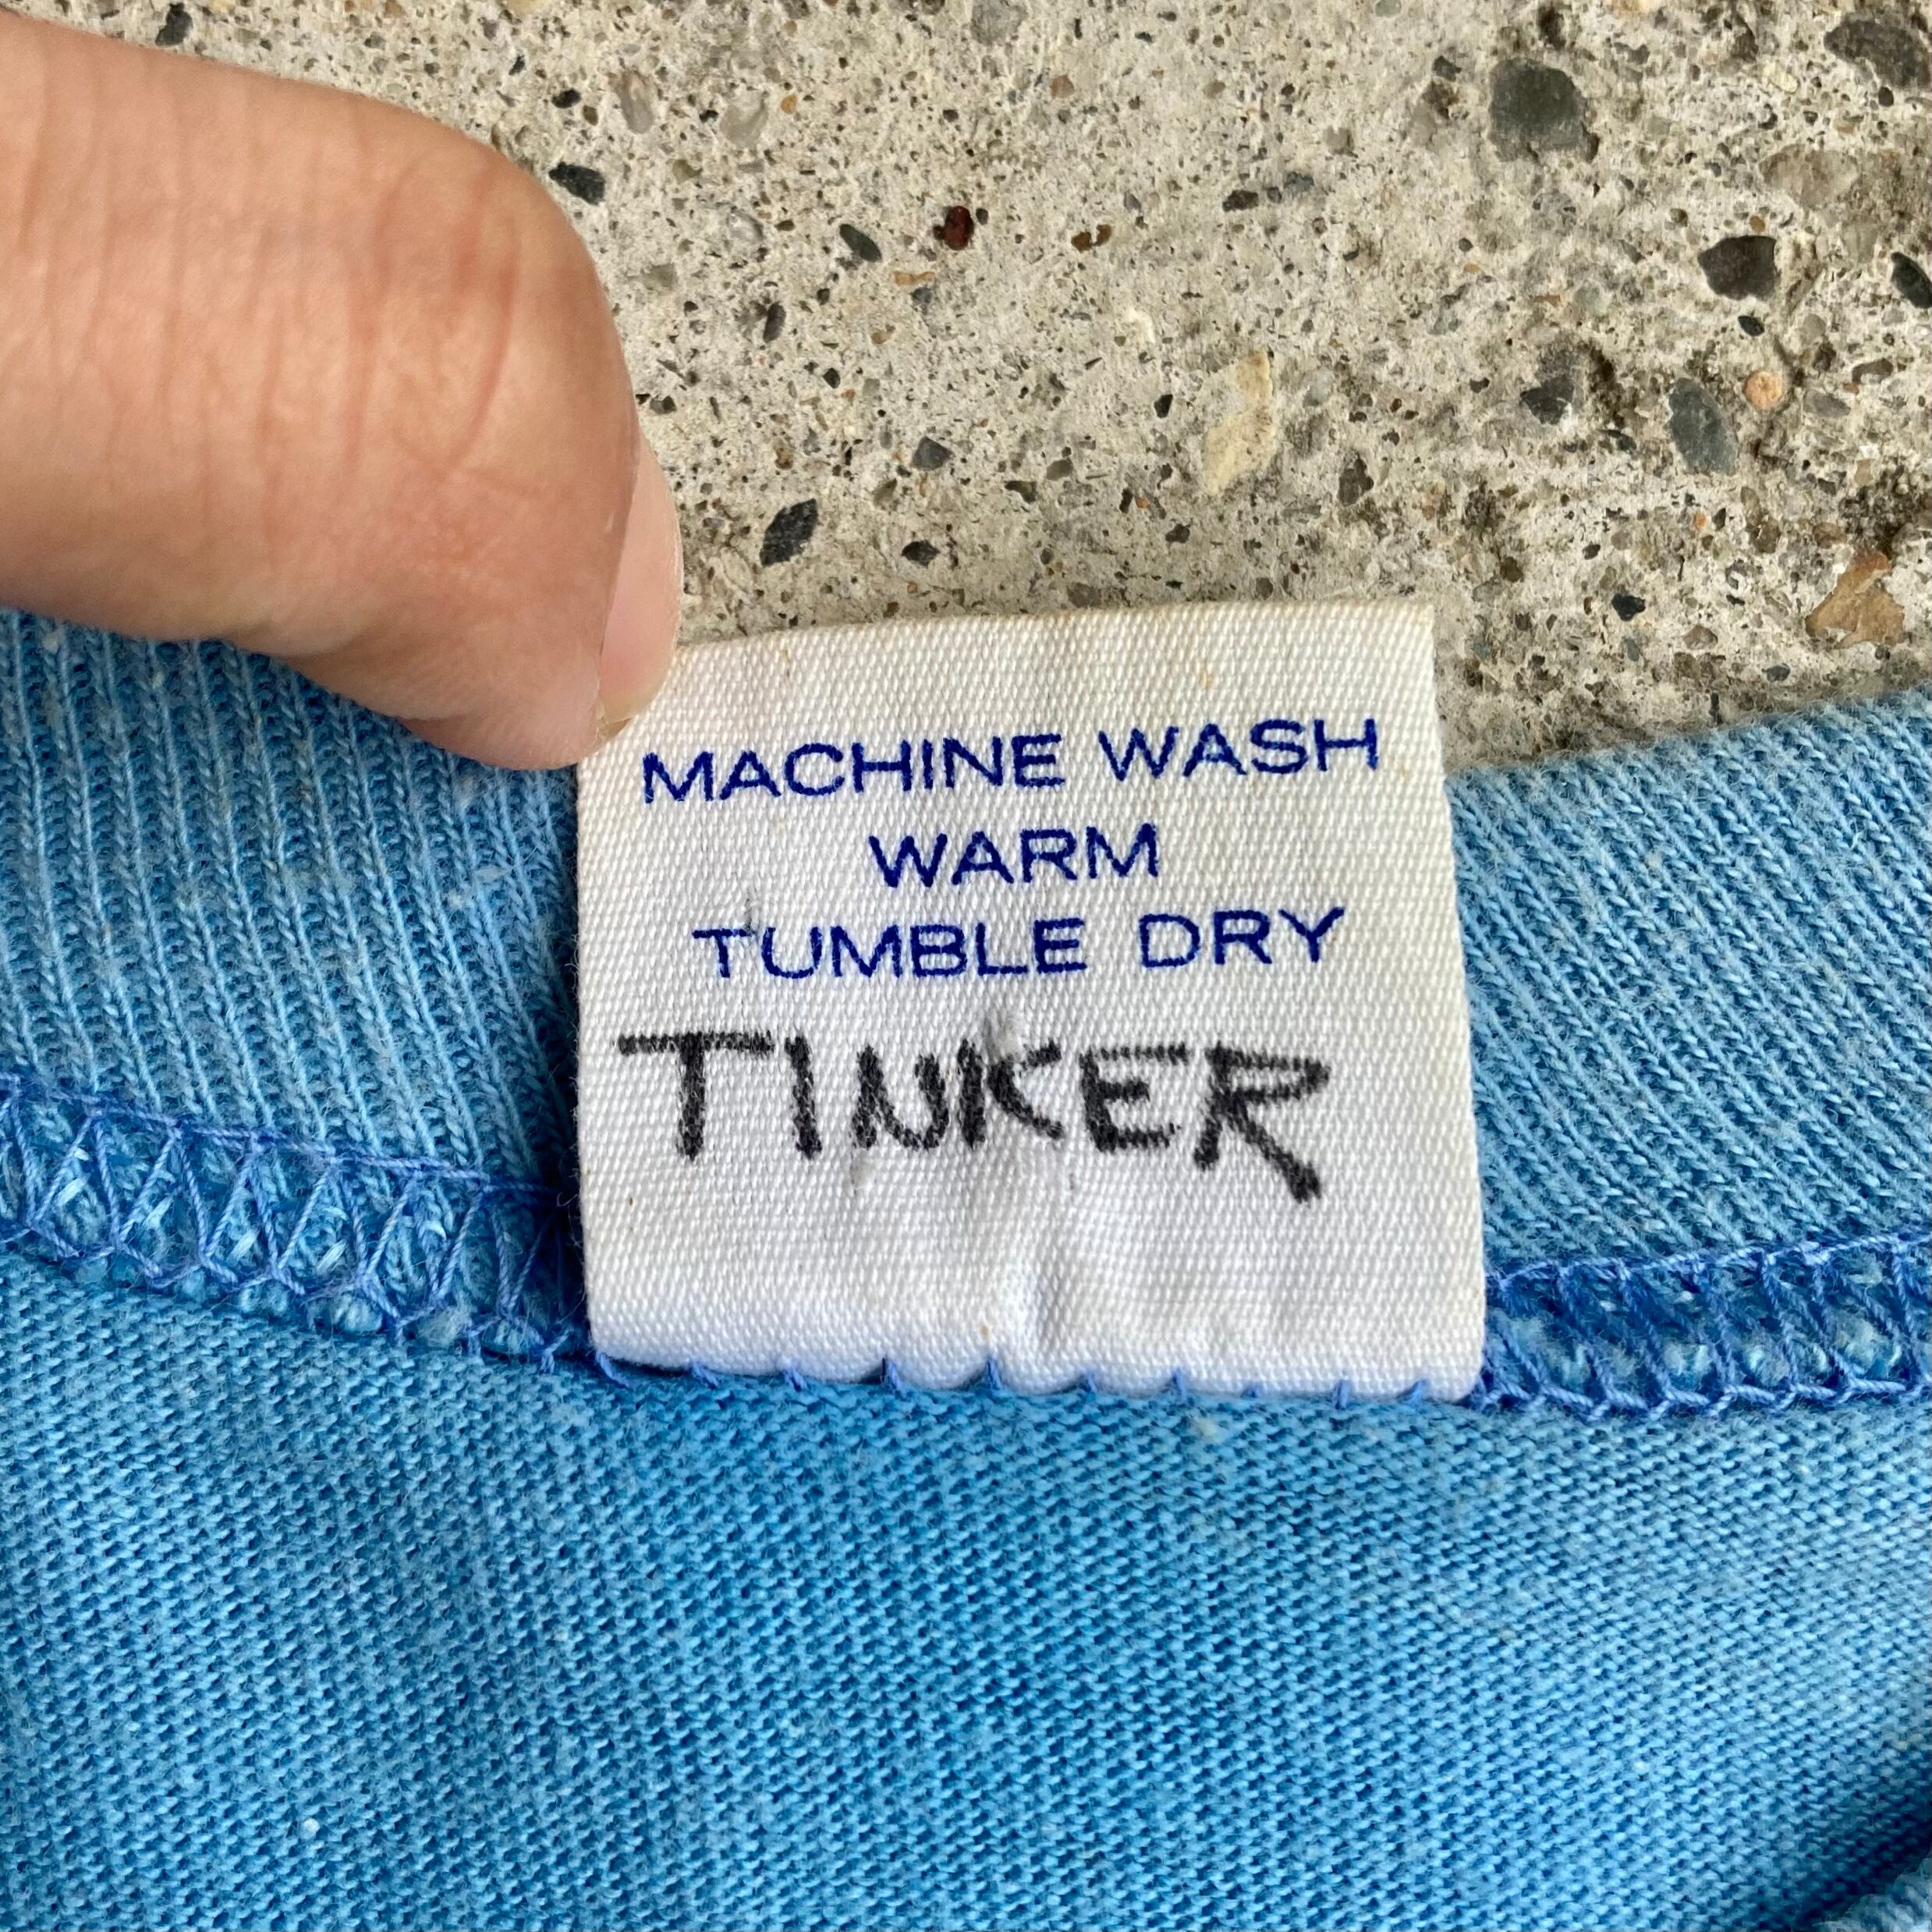 MACHINE WASH
WARM
TUMBLE DRY
TINKER